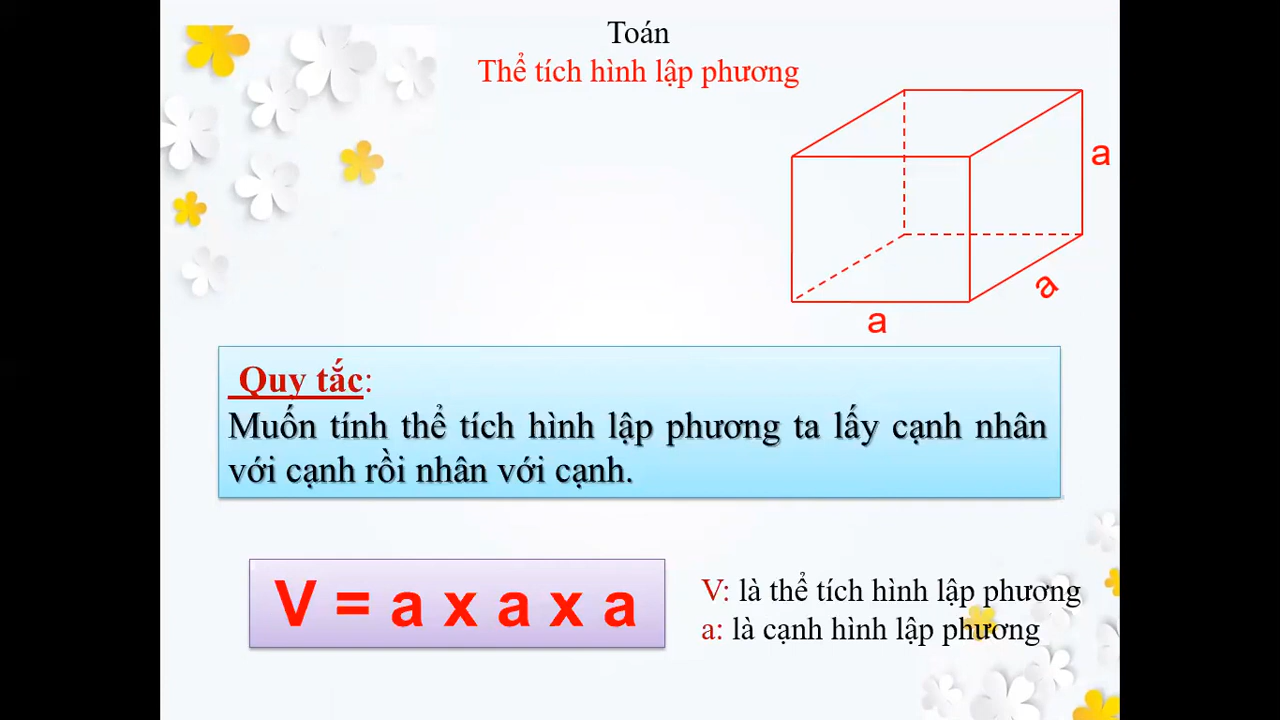 Toán
Thể tích hình lập phương
a
a
a
Quy tắc:
Muốn tính thể tích hình lập phương ta lấy cạnh nhân
với cạnh rồi nhân với cạnh.
V = a x a x a
V: là thể tích hình lập phương
a: là cạnh hình lập phương